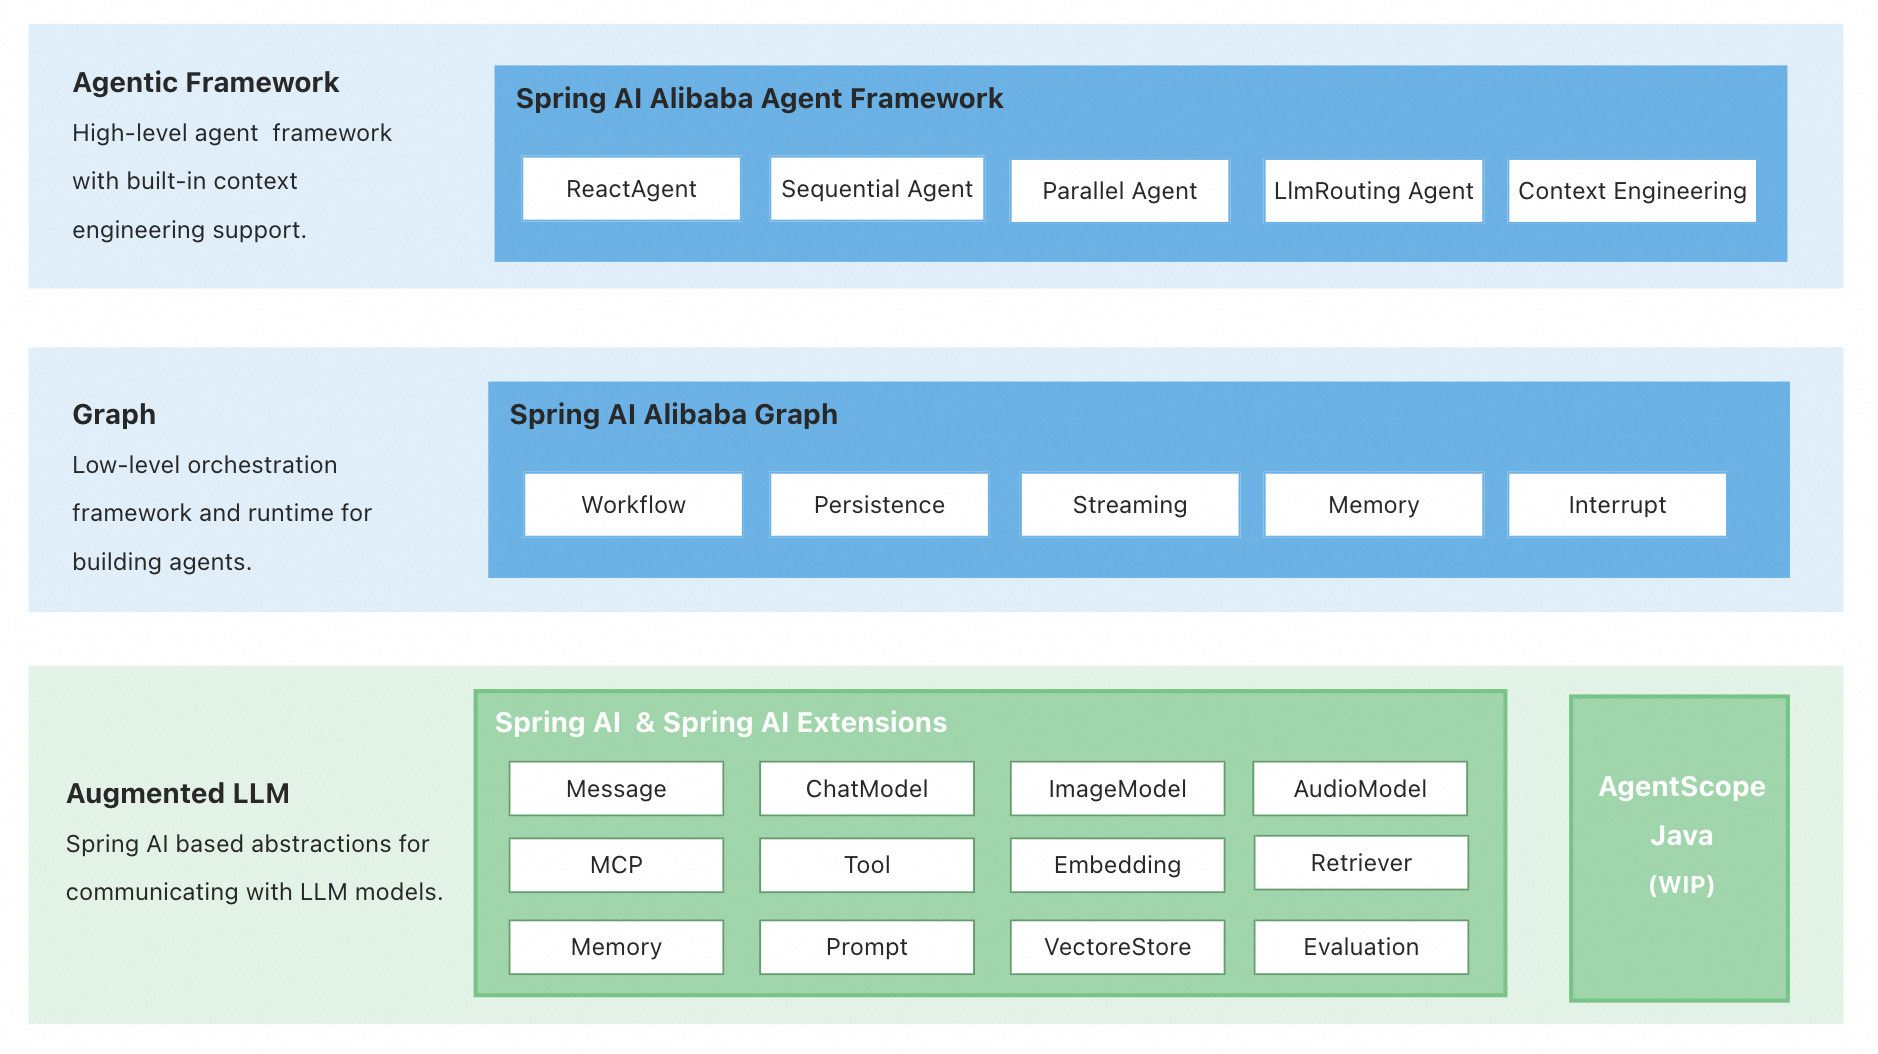 Agentic Framework
High-level agent  framework
with built-in context
engineering support.
Spring AI Alibaba Agent Framework
ReactAgent
Sequential Agent
Parallel Agent
LlmRouting Agent
Context Engineering
Graph
Low-level orchestration
framework and runtime for
building agents.
Spring AI Alibaba Graph
Workflow
Persistence
Streaming
Memory
Interrupt
Augmented LLM
Spring AI based abstractions for
communicating with LLM models.
Spring AI  & Spring AI Extensions
Message
ChatModel
ImageModel
AudioModel
MCP
Tool
Embedding
Retriever
Memory
Prompt
VectoreStore
Evaluation
AgentScope
Java
(WIP)